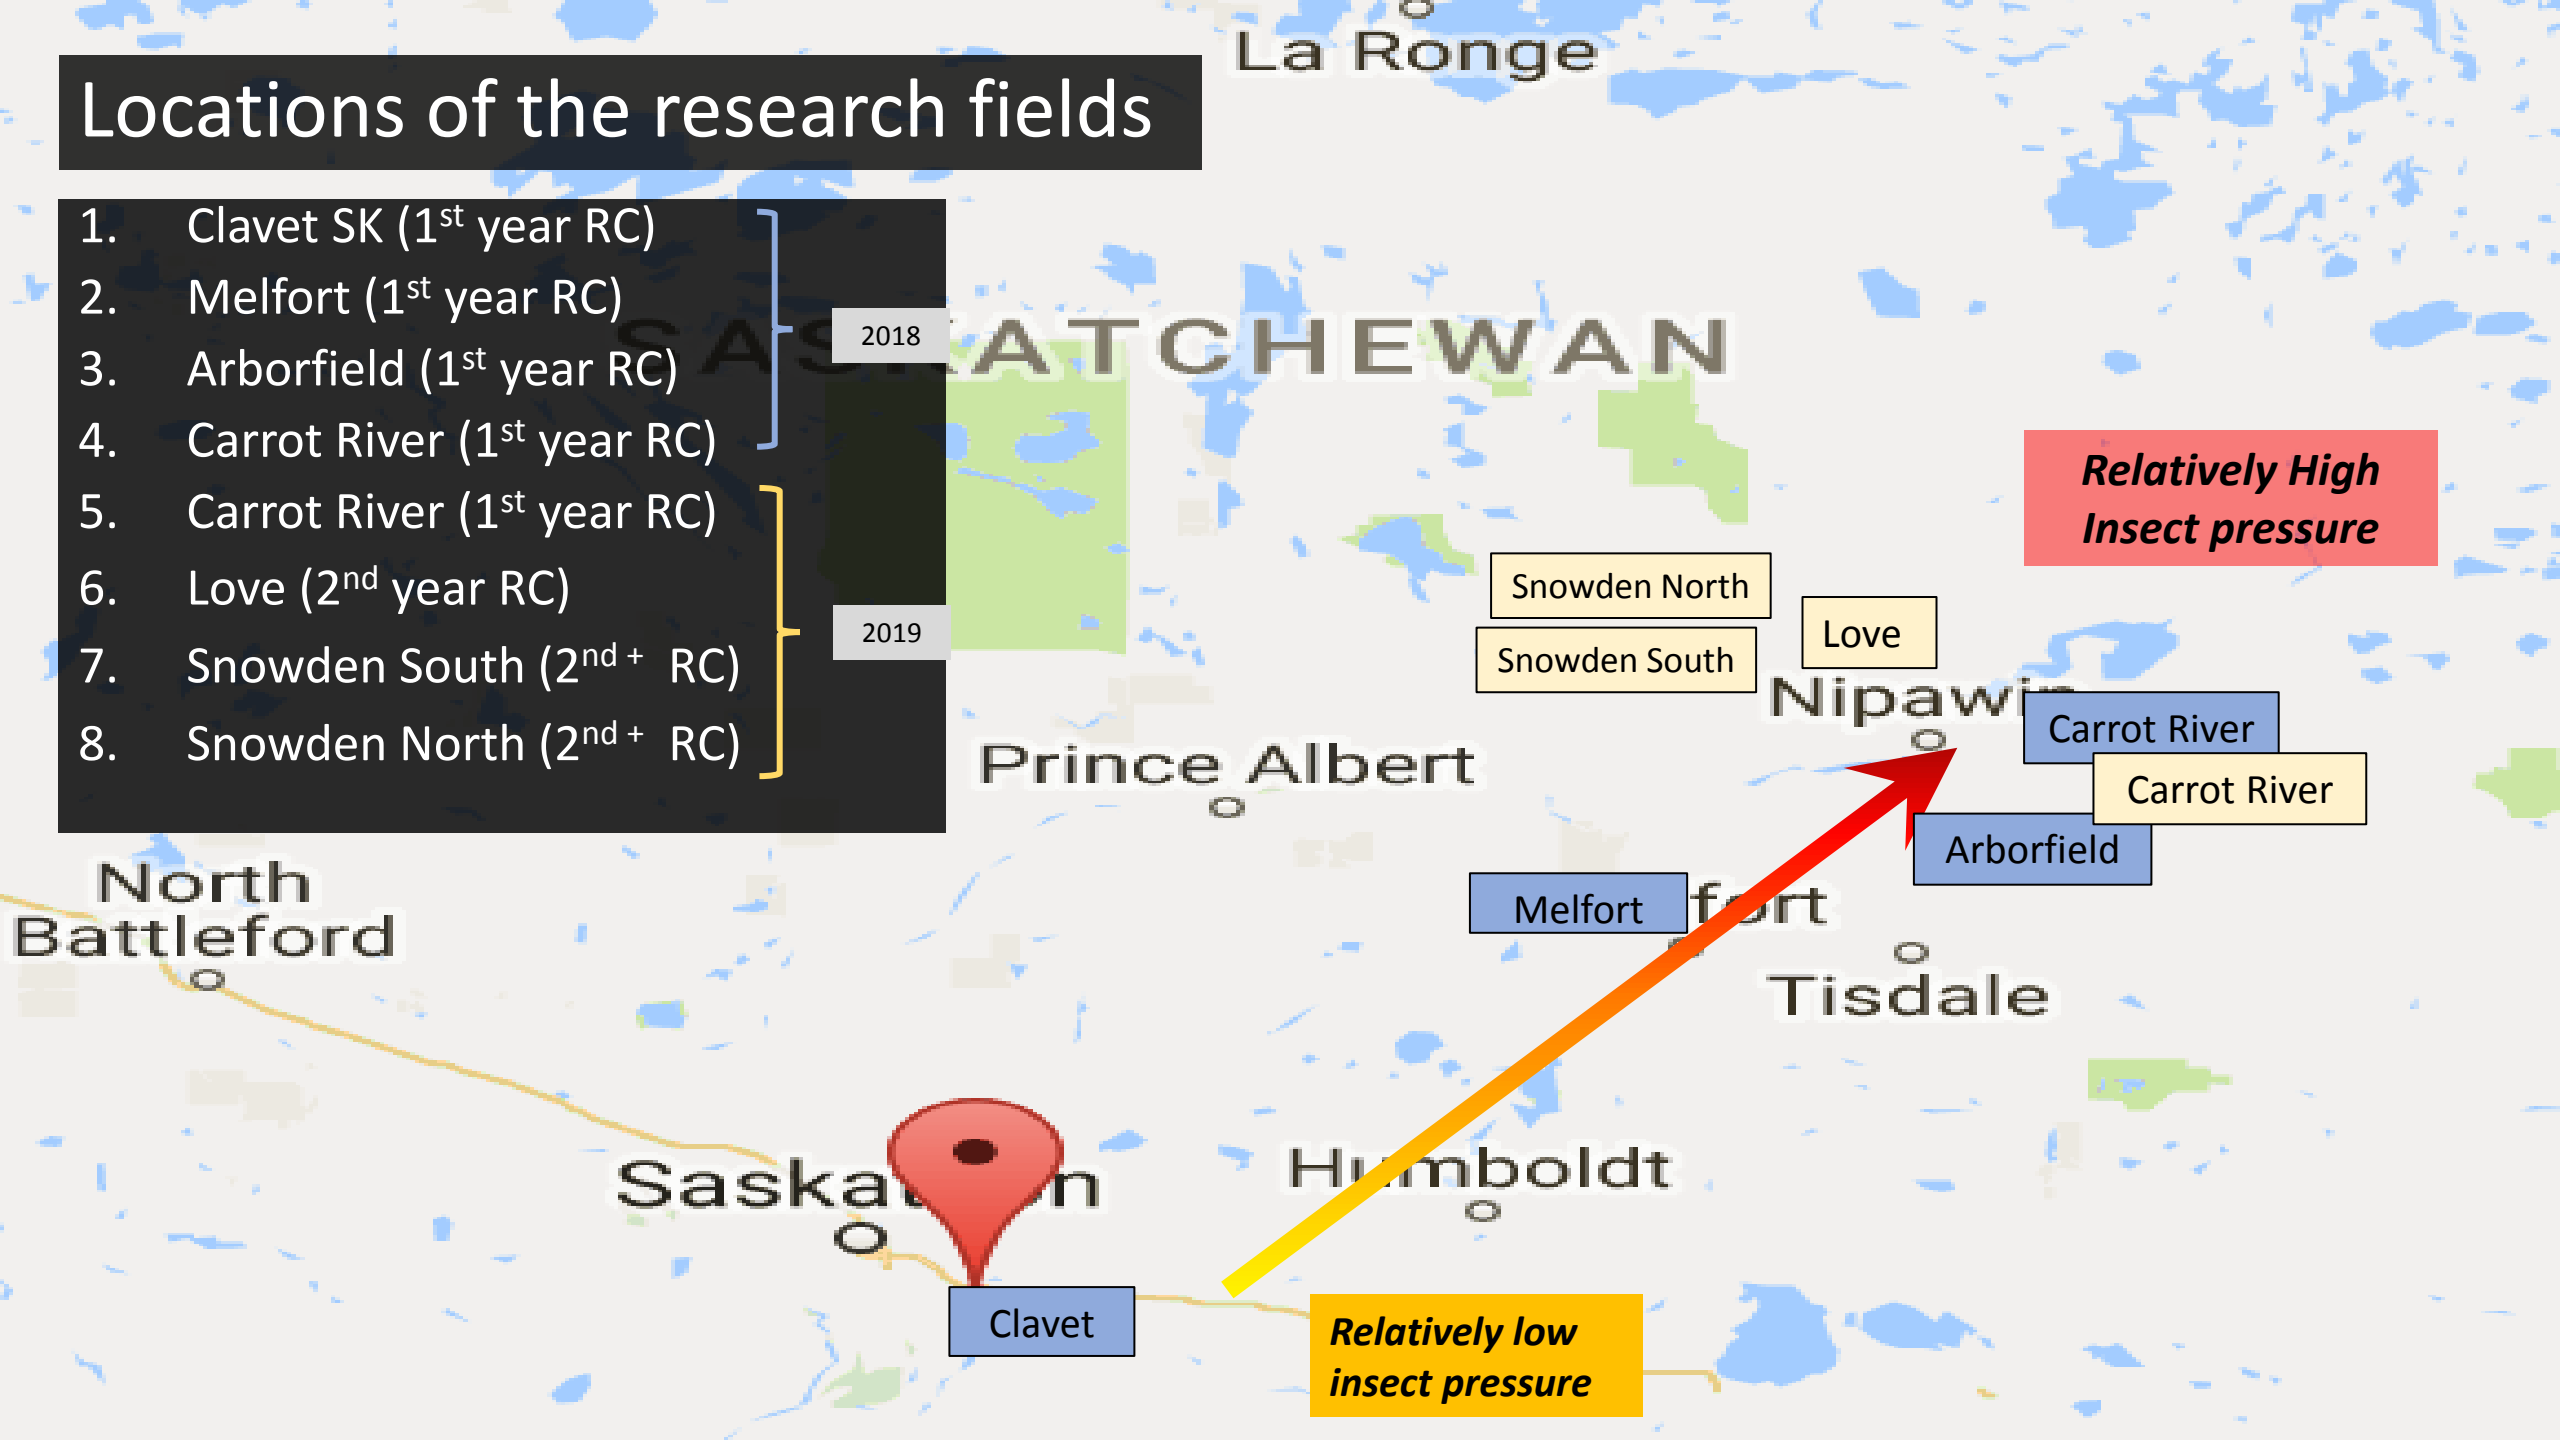 La Ronge
Locations of the research fields
1. Clavet SK (1st year RC)
2. Melfort (1st year RC)
3. Arborfield (1st year RC)
4. Carrot River (1st year RC)
5. Carrot River (1st year RC)
6. Love (2nd year RC)
7. Snowden South (2nd + RC)
8. Snowden North (2nd + RC)
2018
2019
SASKATCHEWAN
Relatively High
Insect pressure
Snowden North
Snowden South
Love
Nipawin
Carrot River
Carrot River
Prince Albert
Arborfield
Melfort
fort
North
Battleford
Tisdale
Humboldt
Saskatoon
Clavet
Relatively low
insect pressure